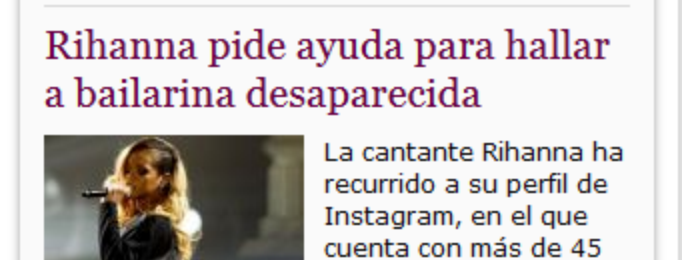 Rihanna pide ayuda para hallar
a bailarina desaparecida
La cantante Rihanna ha
recurrido a su perfil de
Instagram, en el que
cuenta con más de 45